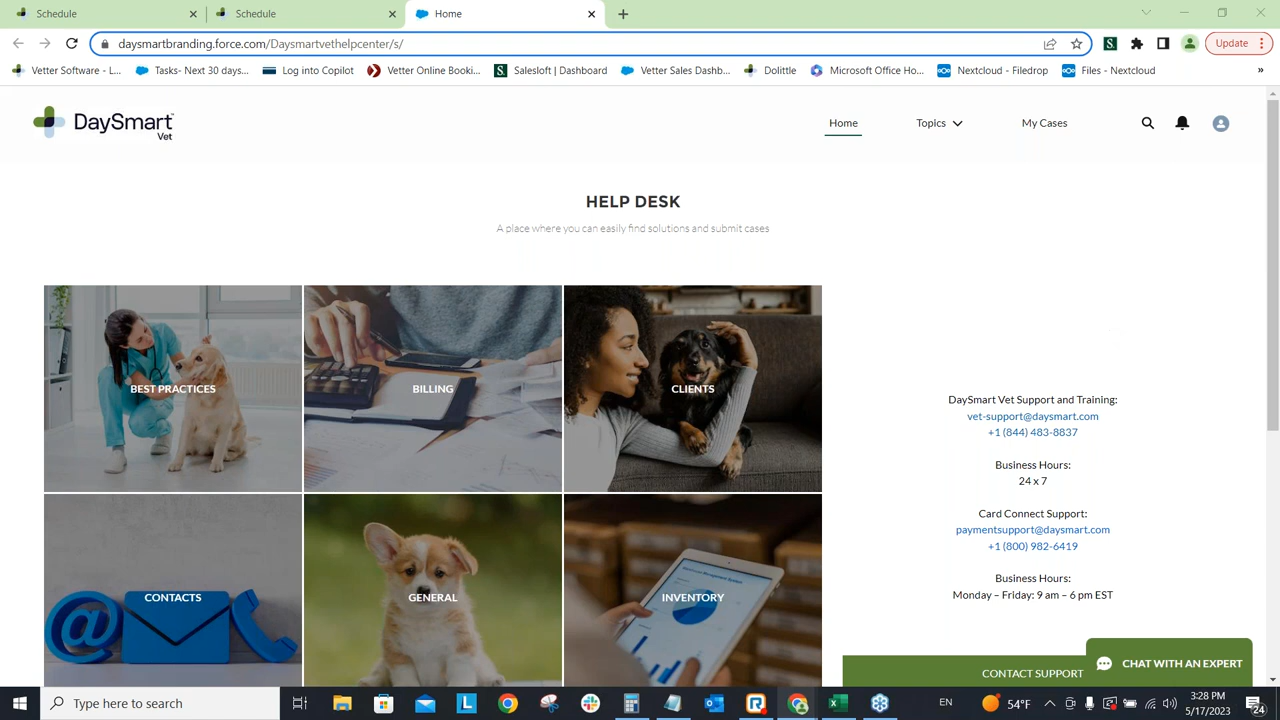 Schedule
Schedule
Home
daysmartbranding.force.com/Daysmartvethelpcenter/s/
Update
Vetter Software - L...
Tasks- Next 30 days...
Log into Copilot
Vetter Online Booki...
Salesloft | Dashboard
Vetter Sales Dashb...
Dolittle
Microsoft Office Ho...
Nextcloud - Filedrop
Files - Nextcloud
»
DaySmart
Vet
Home
Topics
My Cases
HELP DESK
A place where you can easily find solutions and submit cases
BEST PRACTICES
BILLING
CLIENTS
CONTACTS
GENERAL
INVENTORY
DaySmart Vet Support and Training:
vet-support@daysmart.com
+1 (844) 483-8837
Business Hours:
24 x 7
Card Connect Support:
paymentsupport@daysmart.com
+1 (800) 982-6419
Business Hours:
Monday – Friday: 9 am – 6 pm EST
CHAT WITH AN EXPERT
CONTACT SUPPORT
Type here to search
EN
54°F
3:28 PM
5/17/2023
24